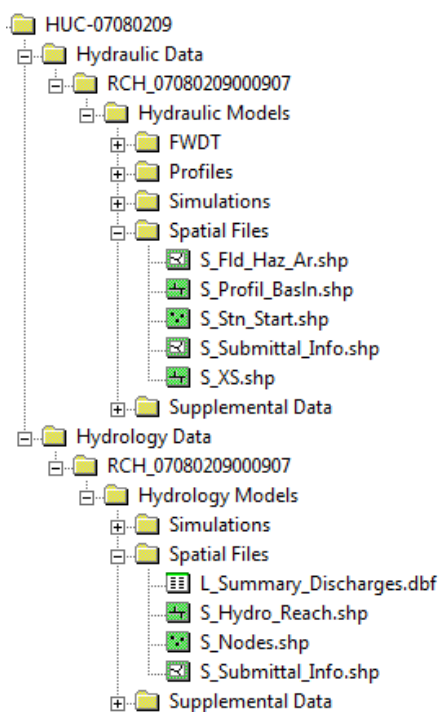 HUC-07080209
Hydraulic Data
RCH_07080209000907
Hydraulic Models
FWDT
Profiles
Simulations
Spatial Files
S_Fld_Haz_Ar.shp
S_Profil_Basln.shp
S_Stn_Start.shp
S_Submittal_Info.shp
S_XS.shp
Supplemental Data
Hydrology Data
RCH_07080209000907
Hydrology Models
Simulations
Spatial Files
L_Summary_Discharges.dbf
S_Hydro_Reach.shp
S_Nodes.shp
S_Submittal_Info.shp
Supplemental Data